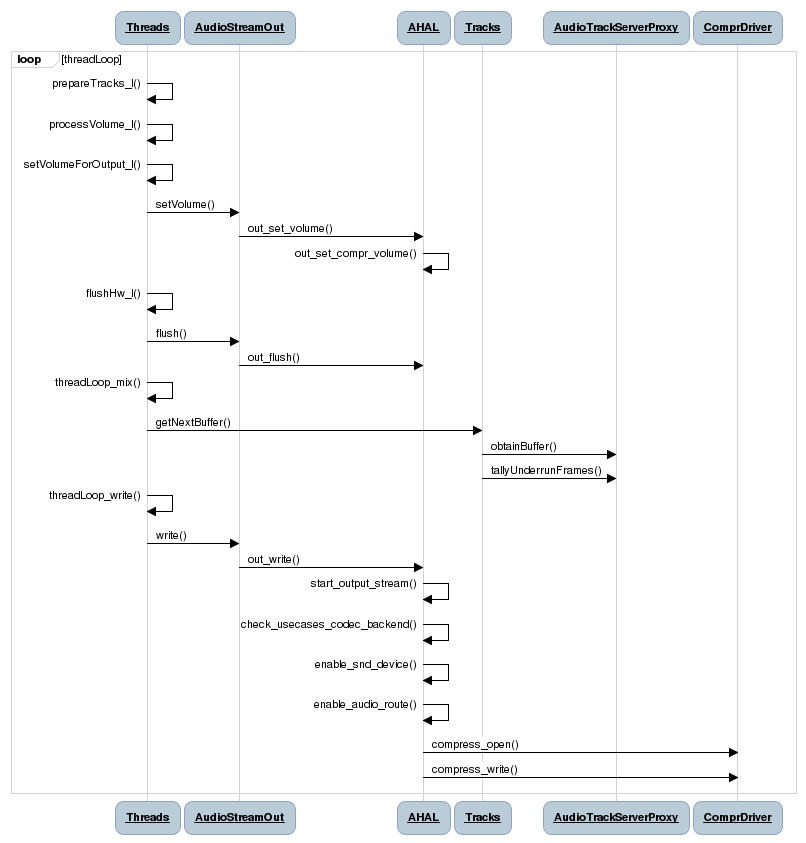 Threads AudioStreamOut AHAL Tracks AudioTrackServerProxy ComprDriver
loop [threadLoop]
prepareTracks_l()
processVolume_l()
setVolumeForOutput_l()
setVolume()
out_set_volume()
out_set_compr_volume()
flushHw_l()
flush()
out_flush()
threadLoop_mix()
getNextBuffer()
obtainBuffer()
tallyUnderrunFrames()
threadLoop_write()
write()
out_write()
start_output_stream()
check_usecases_codec_backend()
enable_snd_device()
enable_audio_route()
compress_open()
compress_write()
Threads AudioStreamOut AHAL Tracks AudioTrackServerProxy ComprDriver